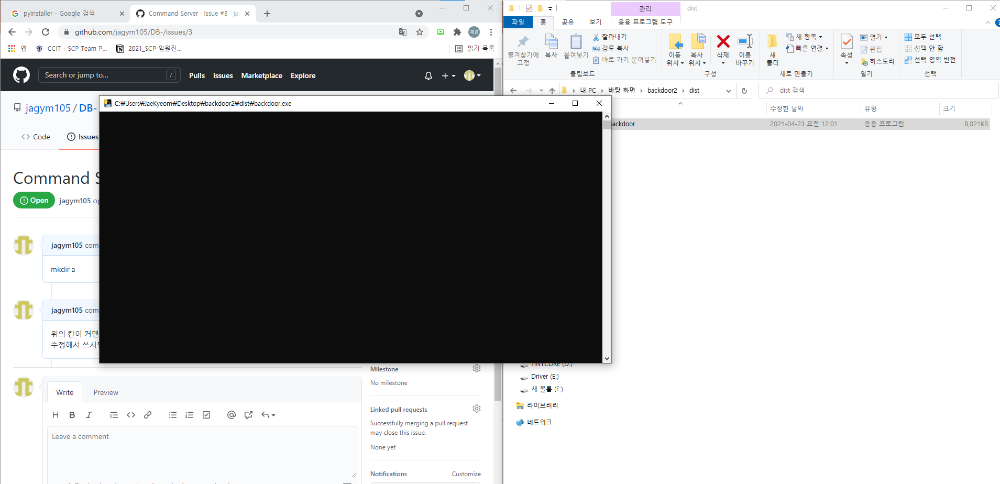 pyinstaller - Google 검색
Command Server · Issue #3 · jag
github.com/jagym105/DB-/issues/3
재겸
앱
CCIT - SCP Team P...
2021_SCP 임원진...
읽기 목록
Search or jump to...
/
Pulls
Issues
Marketplace
Explore
jagym105 / DB-
Code
Issues
Command S
Open
jagym105 op
jagym105 com
mkdir a
jagym105 com
위의 칸이 커맨
수정해서 쓰시면
Write
Preview
H B I
Leave a comment
Milestone
No milestone
Linked pull requests
Successfully merging a pull request
may close this issue.
None yet
Notifications
Customize
C:₩Users₩JaeKyeom₩Desktop₩backdoor2₩dist₩backdoor.exe
관리
dist
파일
홈
공유
보기
응용 프로그램 도구
즐겨찾기에
고정
복사
붙여넣기
잘라내기
경로 복사
바로 가기 붙여넣기
클립보드
이동
위치
복사
위치
삭제
이름
바꾸기
구성
새
폴더
새 항목
빠른 연결
새로 만들기
속성
열기
편집
히스토리
열기
모두 선택
선택 안 함
선택 영역 반전
선택
내 PC
바탕 화면
backdoor2
dist
dist 검색
수정한 날짜
유형
크기
backdoor
2021-04-23 오전 12:01
응용 프로그램
8,021KB
TINYCORE (D:)
Driver (E:)
새 볼륨 (F:)
라이브러리
네트워크